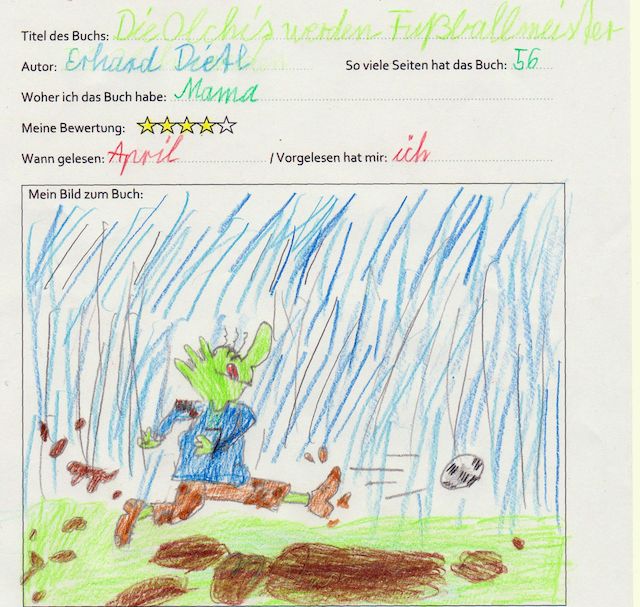 Titel des Buchs: Die Olchis werden Fußballmeister
Autor: Erhard Dietl So viele Seiten hat das Buch: 56
Woher ich das Buch habe: Mama
Meine Bewertung:
Wann gelesen: April / Vorgelesen hat mir: ich
Mein Bild zum Buch: